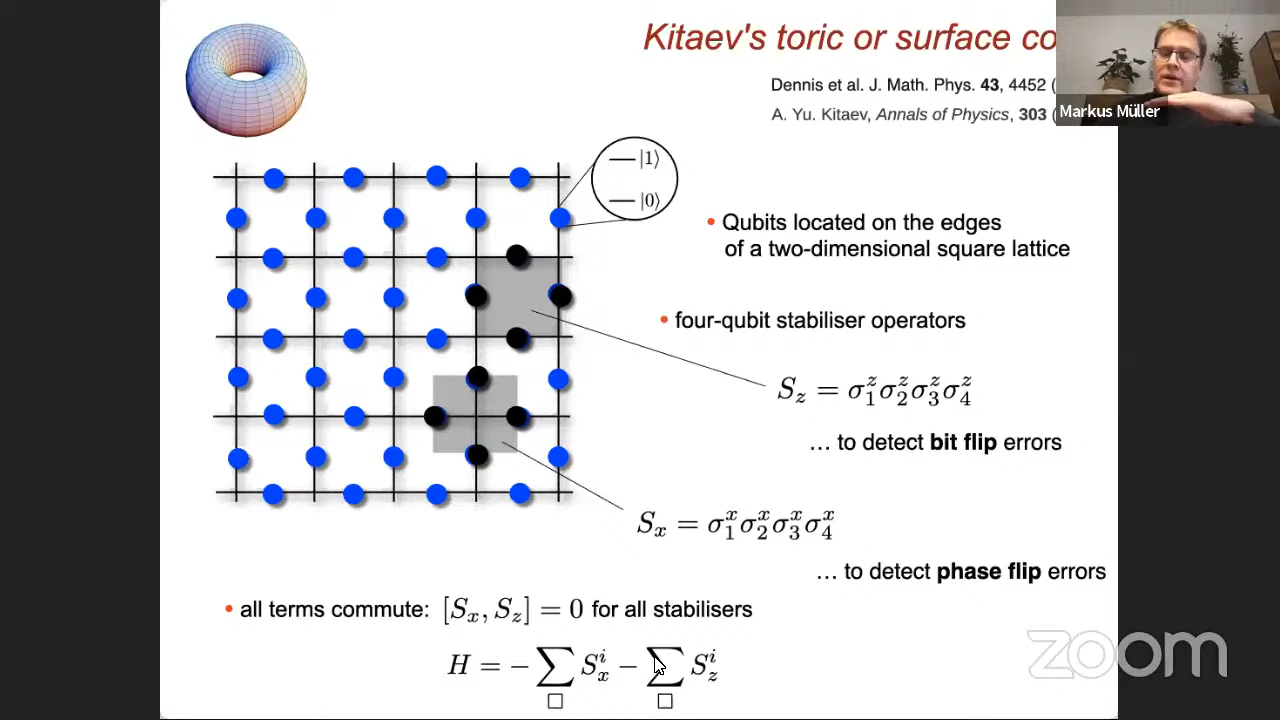 Kitaev's toric or surface co
Dennis et al. J. Math. Phys. 43, 4452 (
A. Yu. Kitaev, Annals of Physics, 303 (
Markus Müller
|1⟩
|0⟩
• Qubits located on the edges
of a two-dimensional square lattice
• four-qubit stabiliser operators
S_z = σ_1^z σ_2^z σ_3^z σ_4^z
… to detect bit flip errors
S_x = σ_1^x σ_2^x σ_3^x σ_4^x
… to detect phase flip errors
• all terms commute: [S_x, S_z] = 0 for all stabilisers
H = − ∑_□ S_x^i − ∑_□ S_z^i
zoom